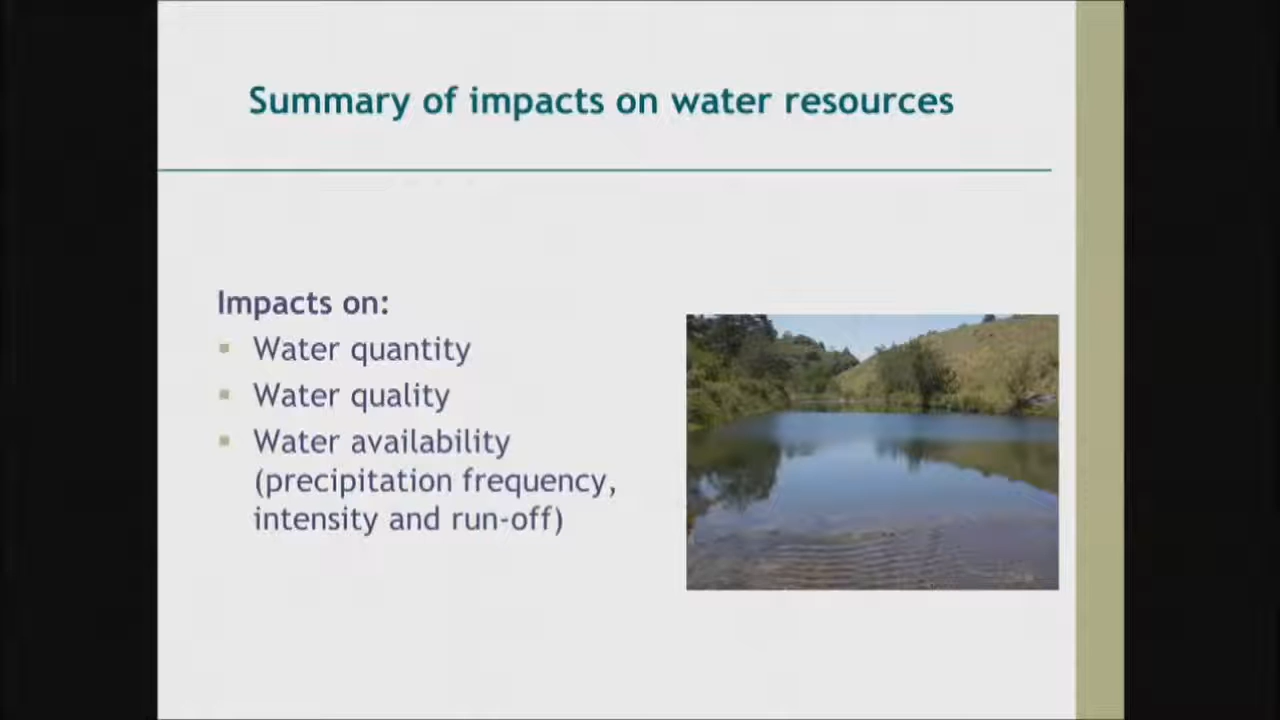 Summary of impacts on water resources
Impacts on:
Water quantity
Water quality
Water availability
(precipitation frequency,
intensity and run-off)